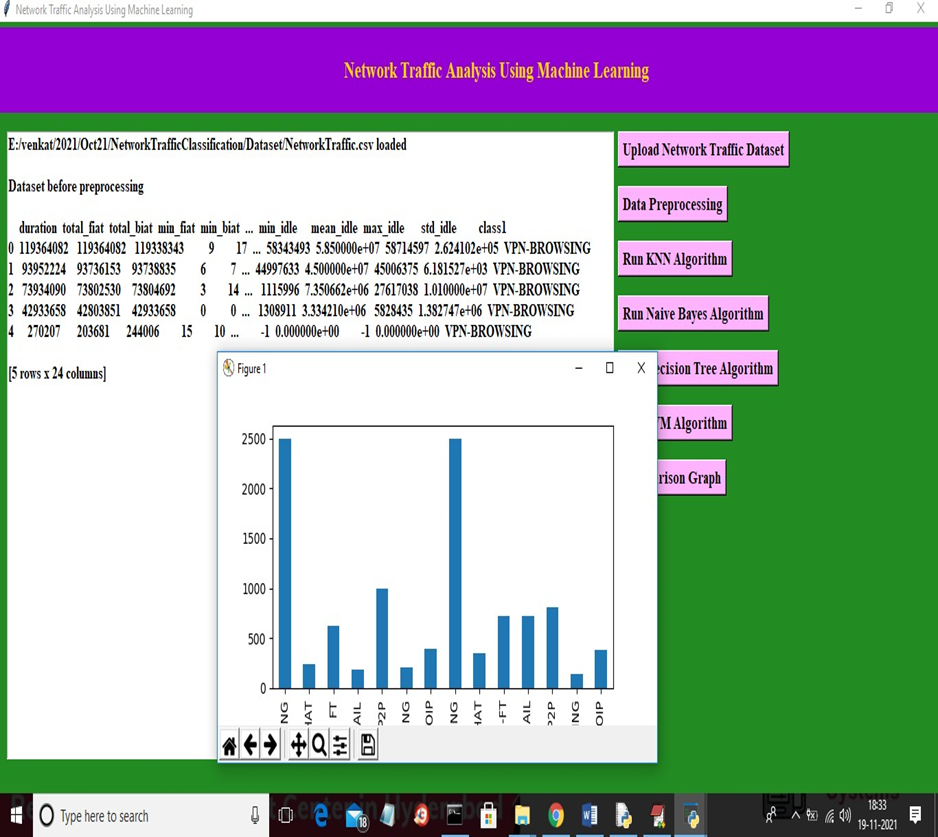 Network Traffic Analysis Using Machine Learning
Network Traffic Analysis Using Machine Learning
E:/venkat/2021/Oct21/NetworkTrafficClassification/Dataset/NetworkTraffic.csv loaded
Dataset before preprocessing
duration total_fiat total_biat min_fiat min_biat ... min_idle mean_idle max_idle std_idle class1
0 119364082 119364082 119338343 9 17 ... 58343493 5.850000e+07 58714597 2.624102e+05 VPN-BROWSING
1 93952224 93736153 93738835 6 7 ... 44997633 4.500000e+07 45006375 6.181527e+03 VPN-BROWSING
2 73934090 73802530 73804692 3 14 ... 1115996 7.350662e+06 27617038 1.010000e+07 VPN-BROWSING
3 42933658 42803851 42933658 0 0 ... 1308911 3.334210e+06 5828435 1.382747e+06 VPN-BROWSING
4 270207 203681 244006 15 10 ... -1 0.000000e+00 -1 0.000000e+00 VPN-BROWSING
[5 rows x 24 columns]
Upload Network Traffic Dataset
Data Preprocessing
Run KNN Algorithm
Run Naive Bayes Algorithm
ecision Tree Algorithm
M Algorithm
rison Graph
Figure 1
2500
2000
1500
1000
500
0
NG HAT FT AIL P2P NG OIP NG HAT -FT AIL P2P NG OIP
Type here to search
18
18:33
19-11-2021